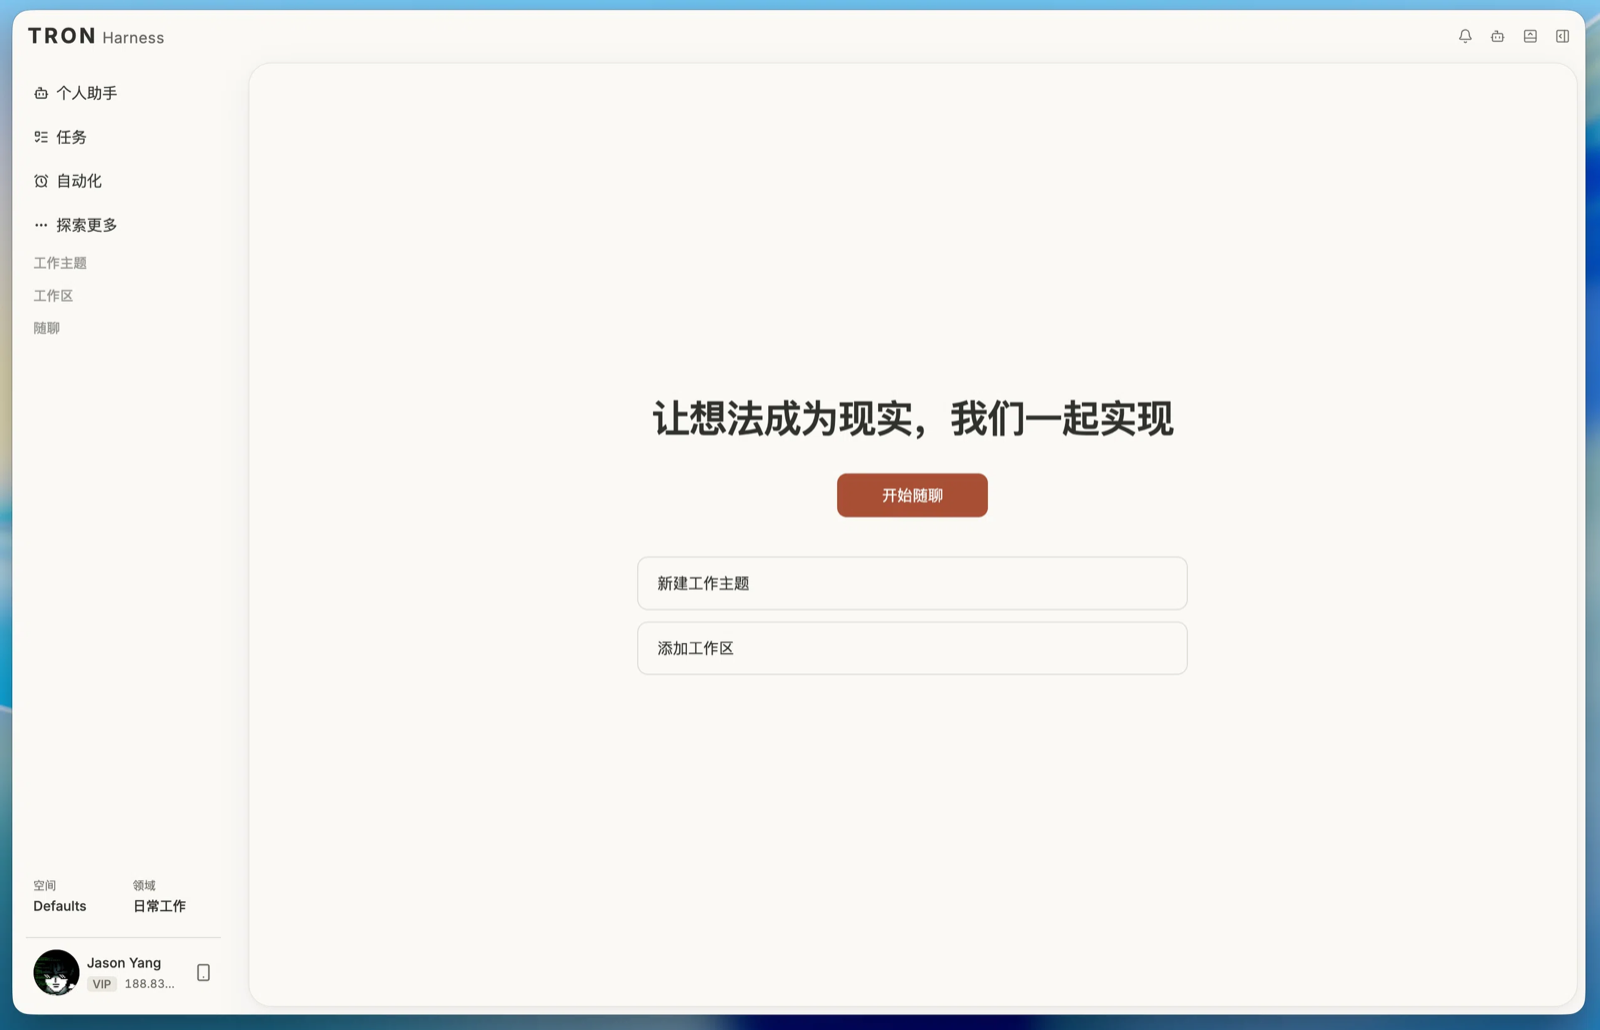 TRON Harness
个人助手
任务
自动化
探索更多
工作主题
工作区
随聊
让想法成为现实，我们一起实现
开始随聊
新建工作主题
添加工作区
空间 领域
Defaults 日常工作
Jason Yang
VIP 188.83...